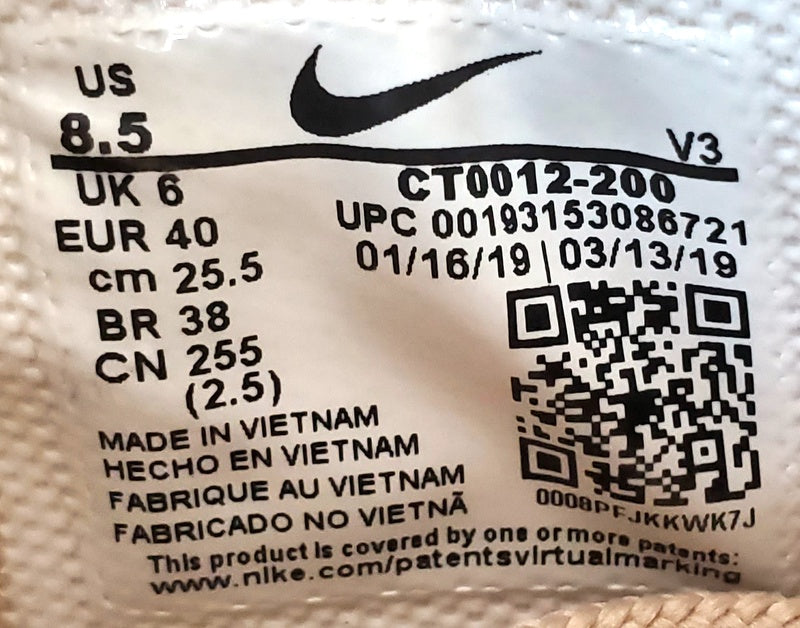 US
8.5
V3
UK 6
EUR 40
cm 25.5
BR 38
CN 255
(2.5)
CT0012-200
UPC 00193153086721
01/16/19 | 03/13/19
0008PFJKKWK7J
MADE IN VIETNAM
HECHO EN VIETNAM
FABRIQUE AU VIETNAM
FABRICADO NO VIETNÃ
This product is covered by one or more patents:
www.nike.com/patentsvirtualmarking